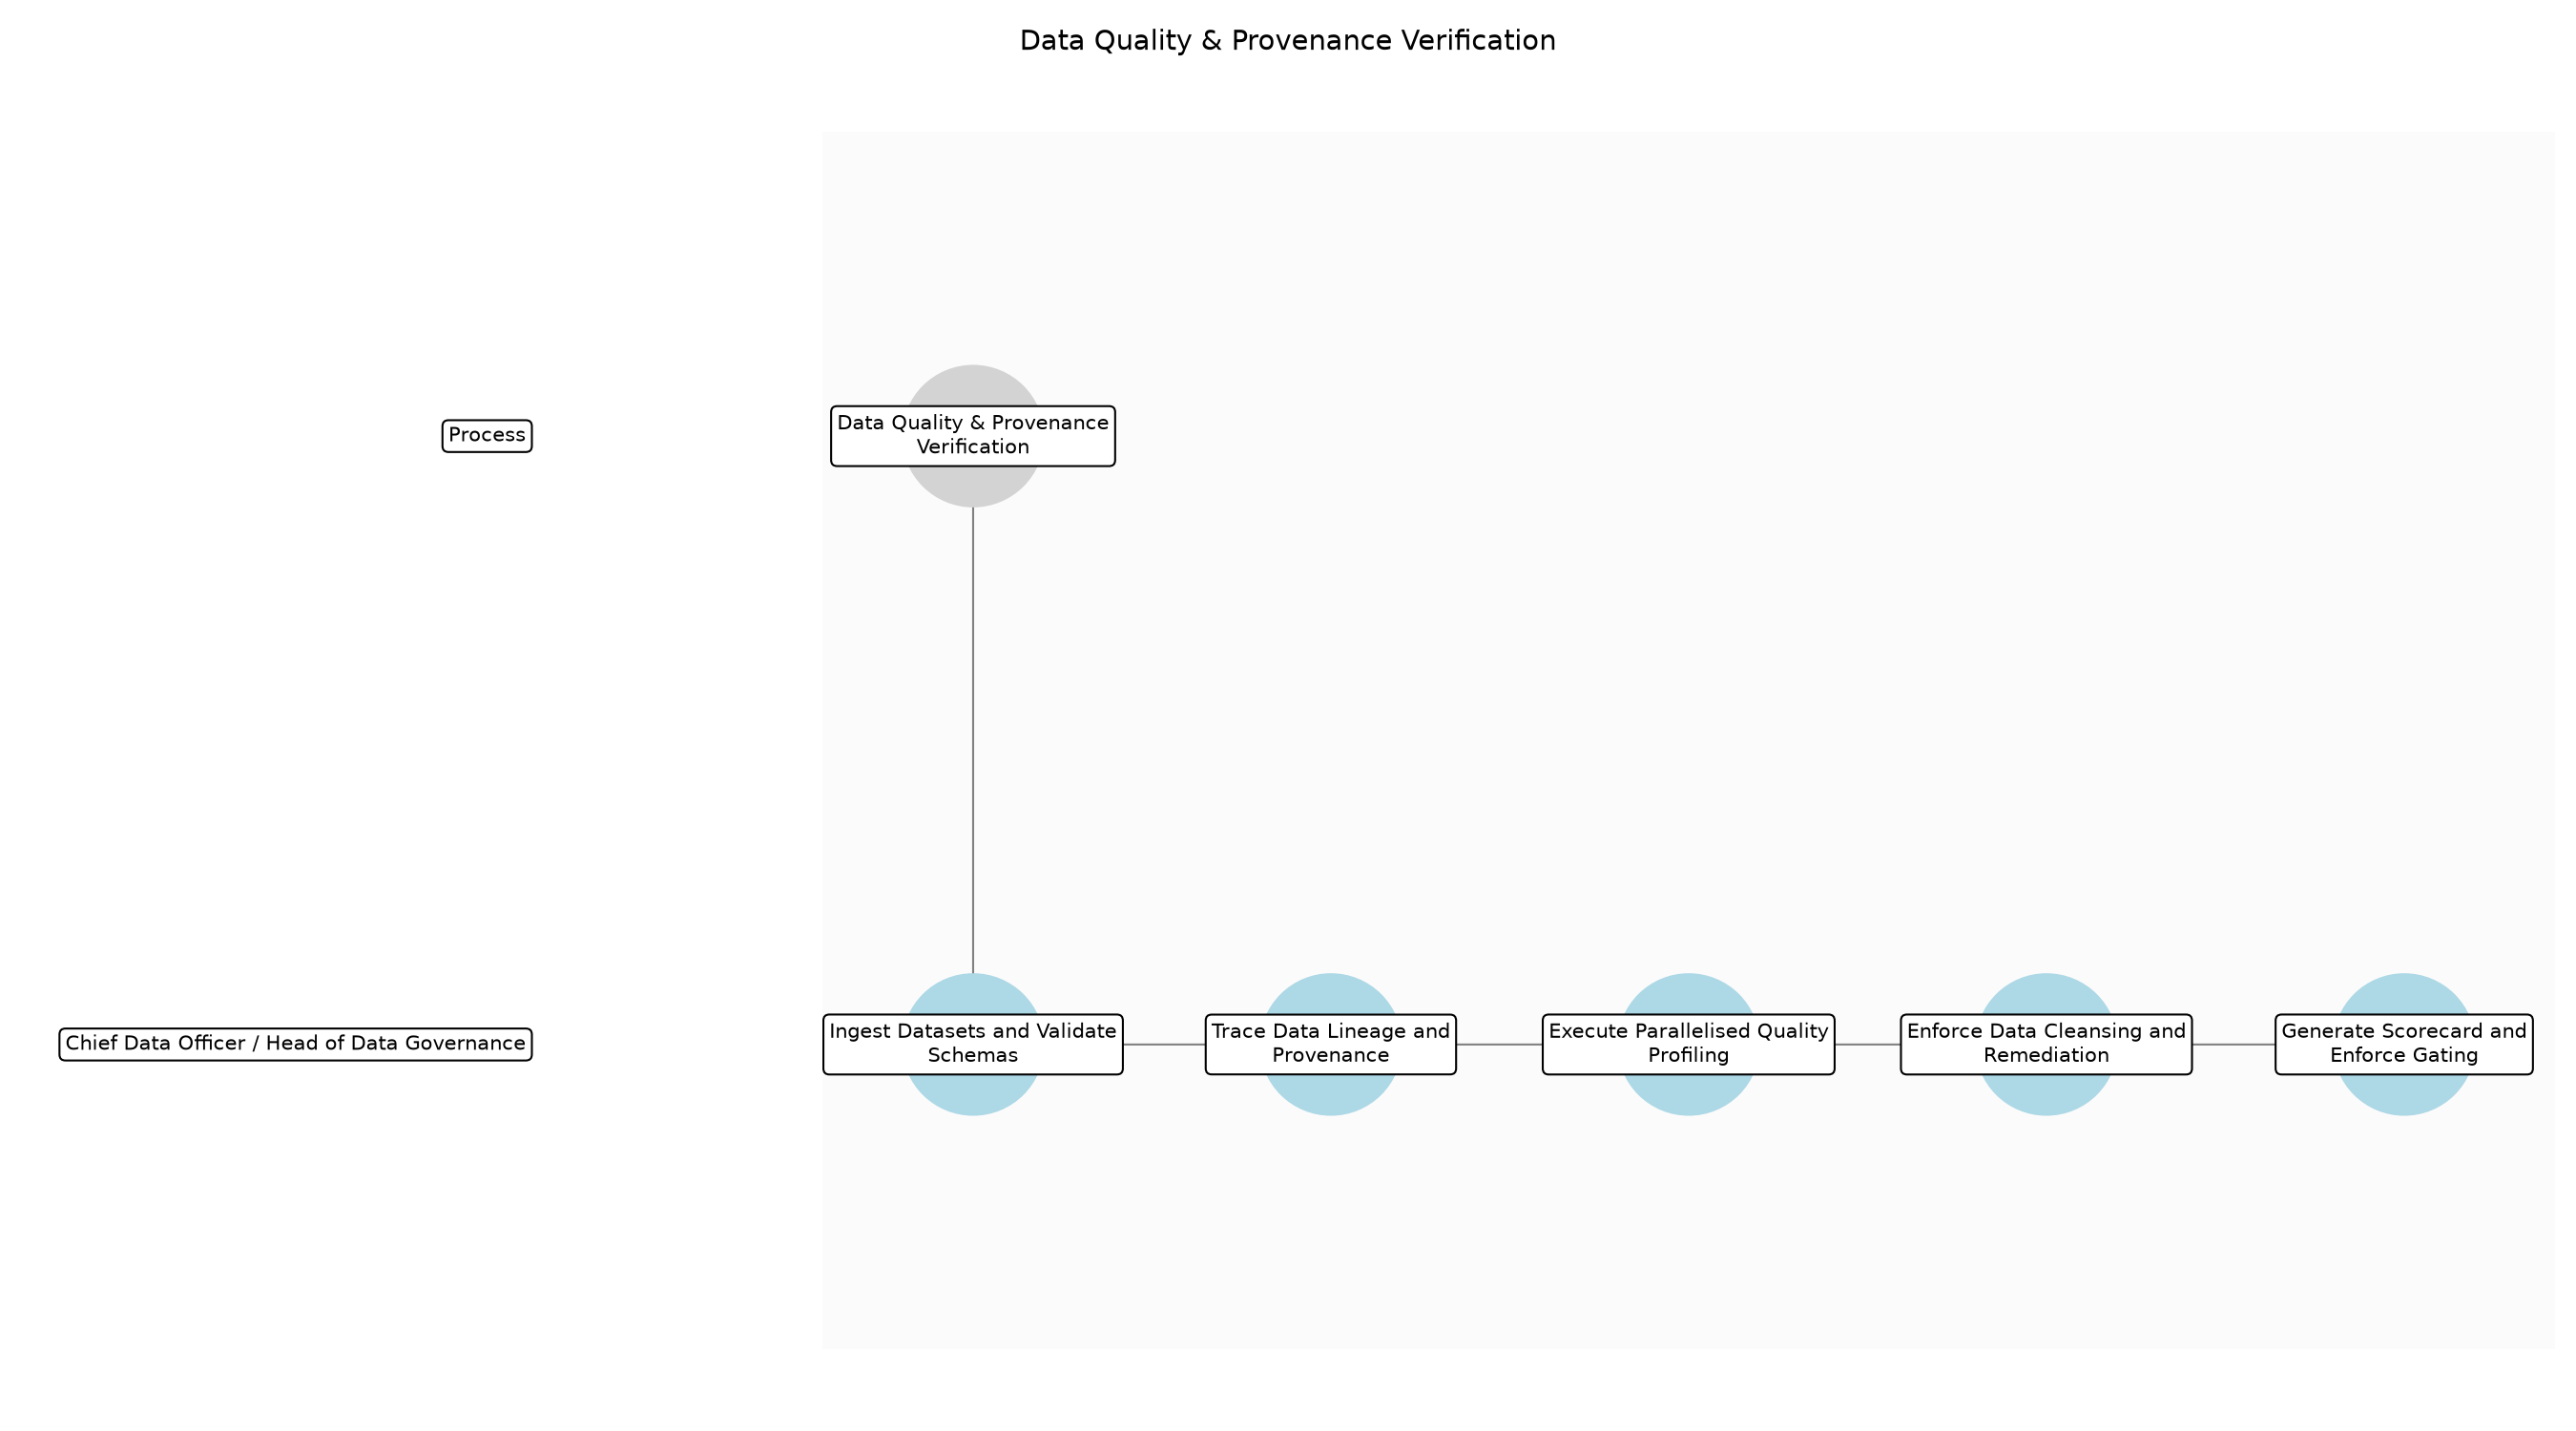 Data Quality & Provenance Verification
Process
Data Quality & Provenance
Verification
Chief Data Officer / Head of Data Governance
Ingest Datasets and Validate
Schemas
Trace Data Lineage and
Provenance
Execute Parallelised Quality
Profiling
Enforce Data Cleansing and
Remediation
Generate Scorecard and
Enforce Gating